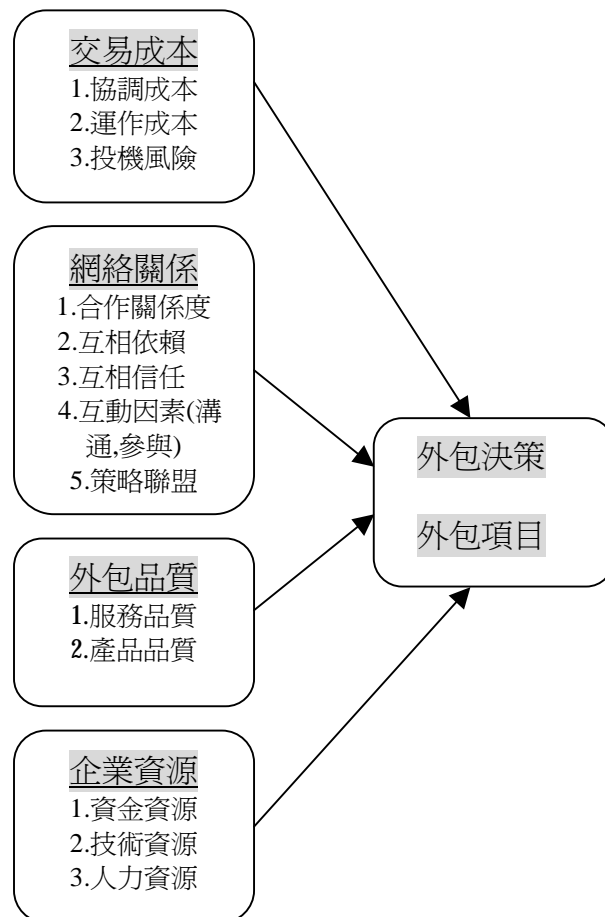 交易成本
1.協調成本
2.運作成本
3.投機風險
網絡關係
1.合作關係度
2.互相依賴
3.互相信任
4.互動因素(溝
通,參與)
5.策略聯盟
外包決策
外包項目
外包品質
1.服務品質
2.產品品質
企業資源
1.資金資源
2.技術資源
3.人力資源